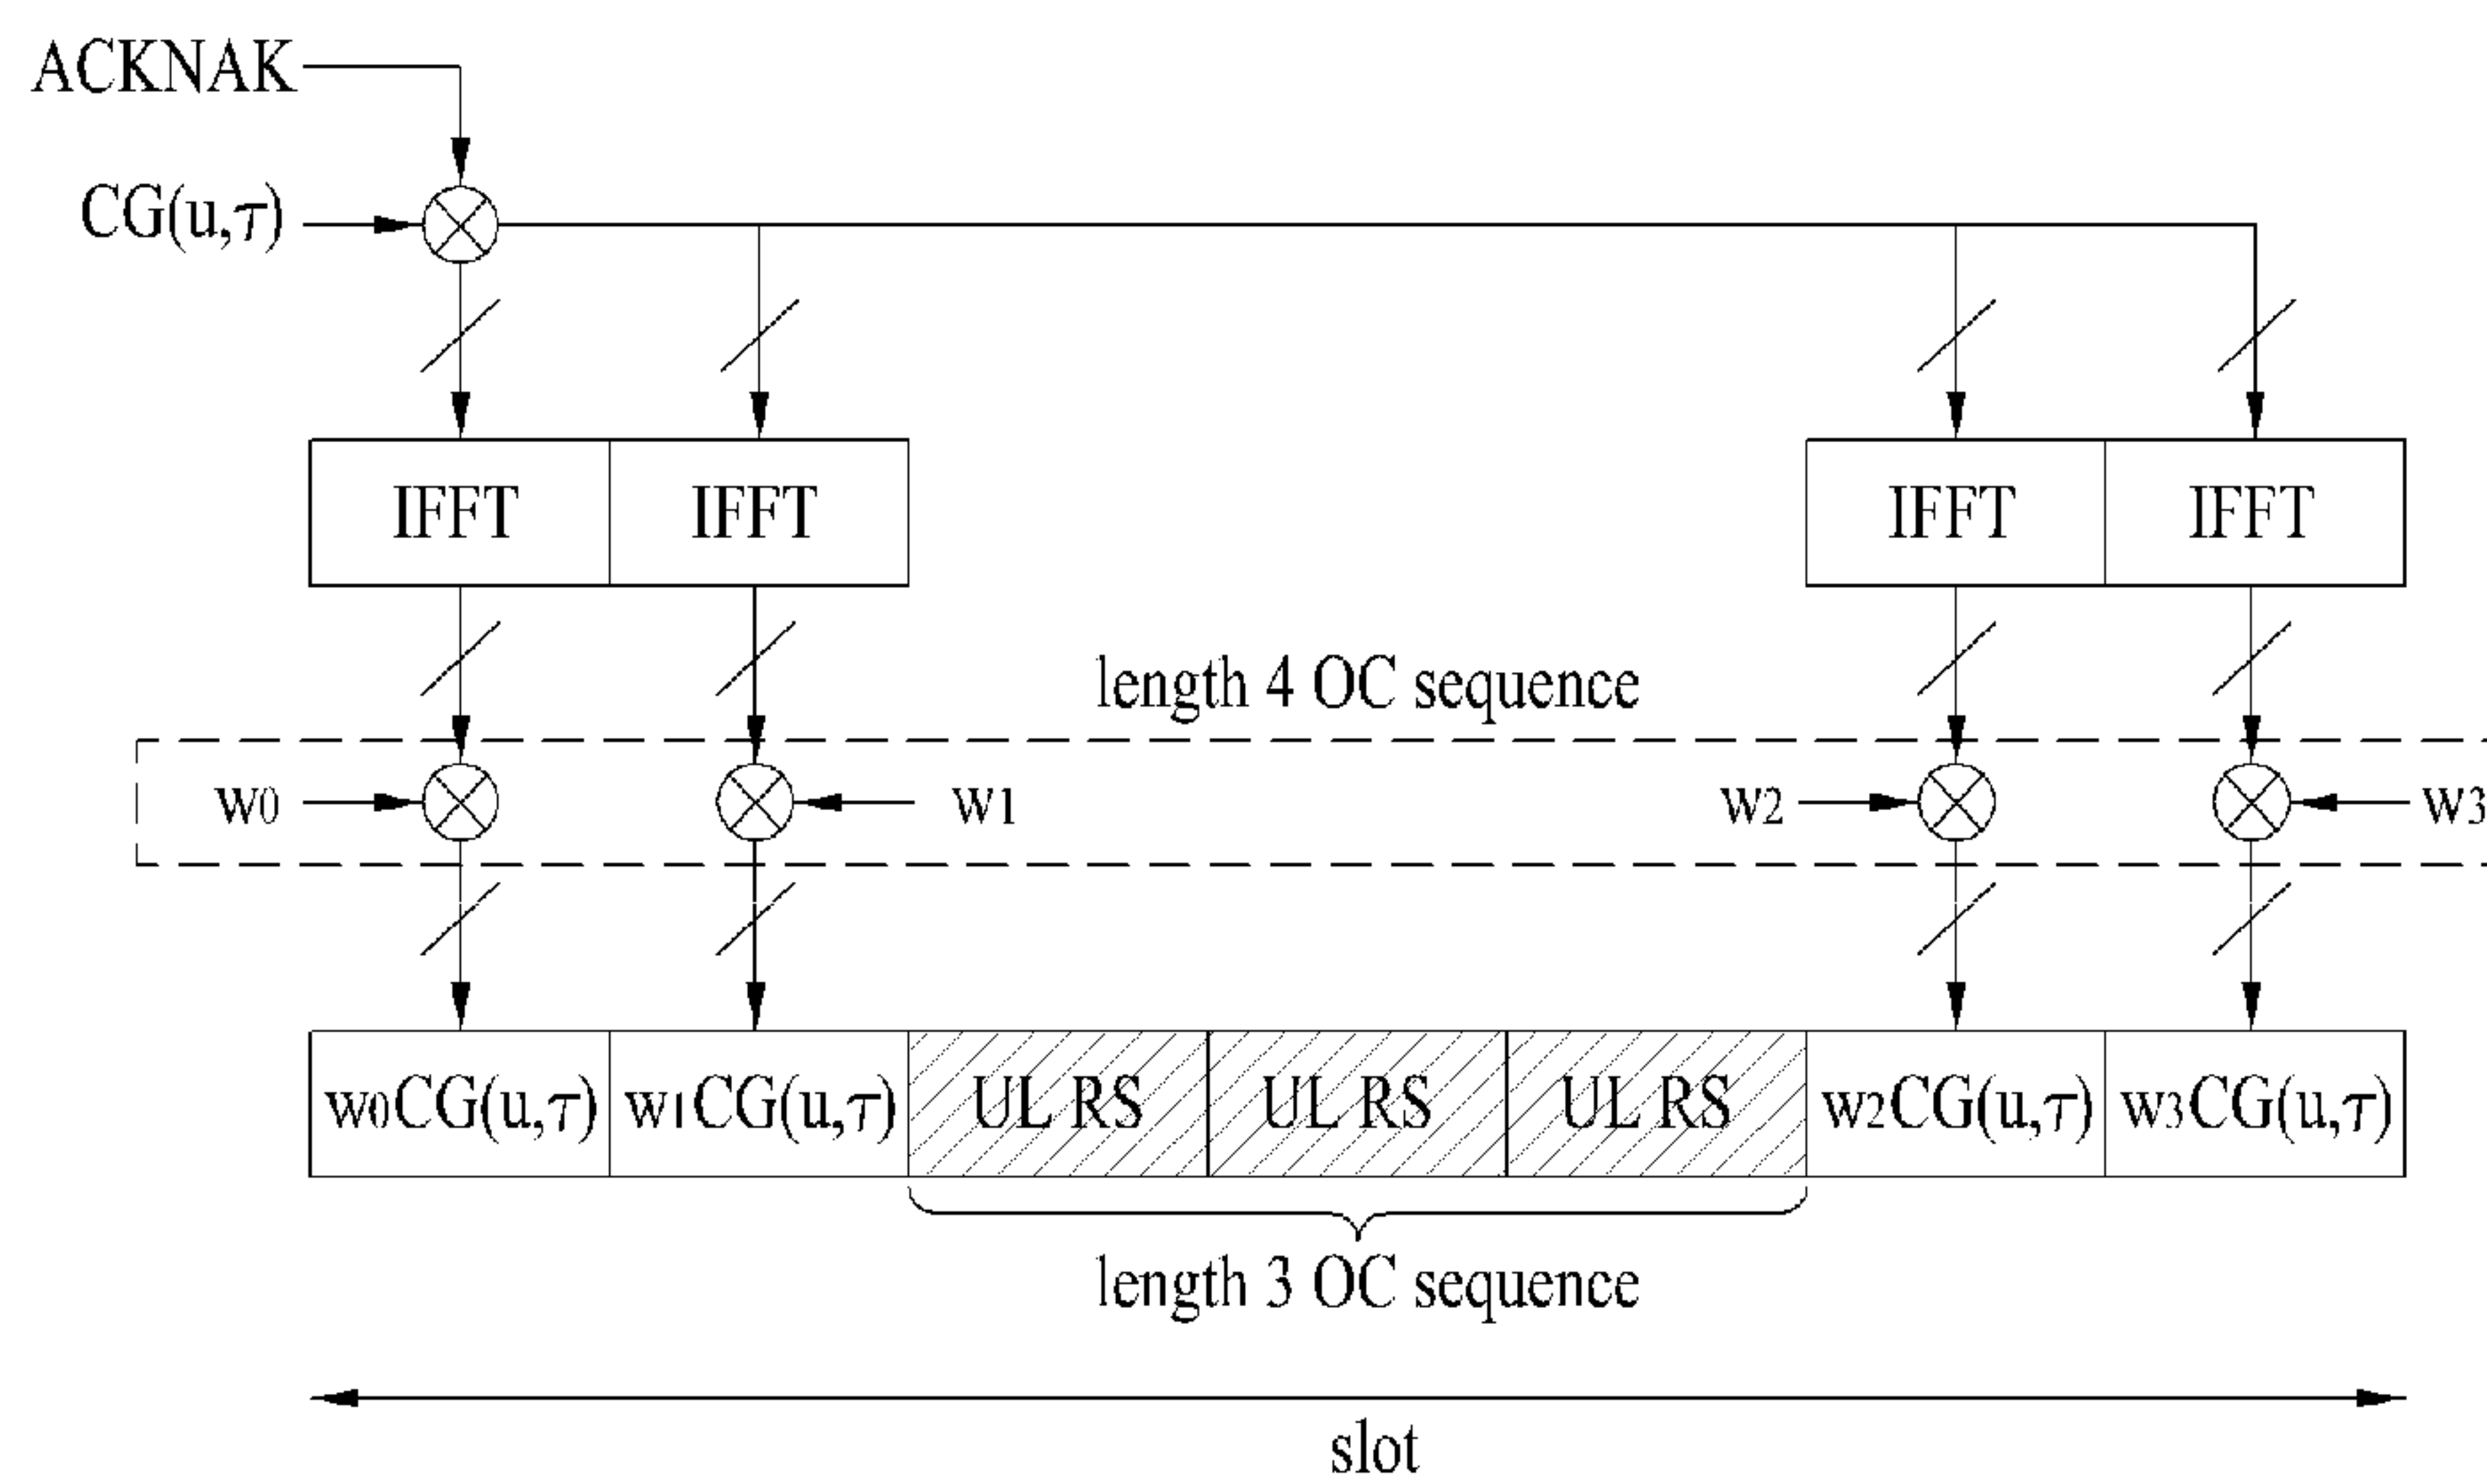 ACKNAK
CG(u,τ)
IFFT IFFT IFFT IFFT
length 4 OC sequence
w0 w1 w2 w3
w0CG(u,τ) w1CG(u,τ) UL RS UL RS UL RS w2CG(u,τ) w3CG(u,τ)
length 3 OC sequence
slot